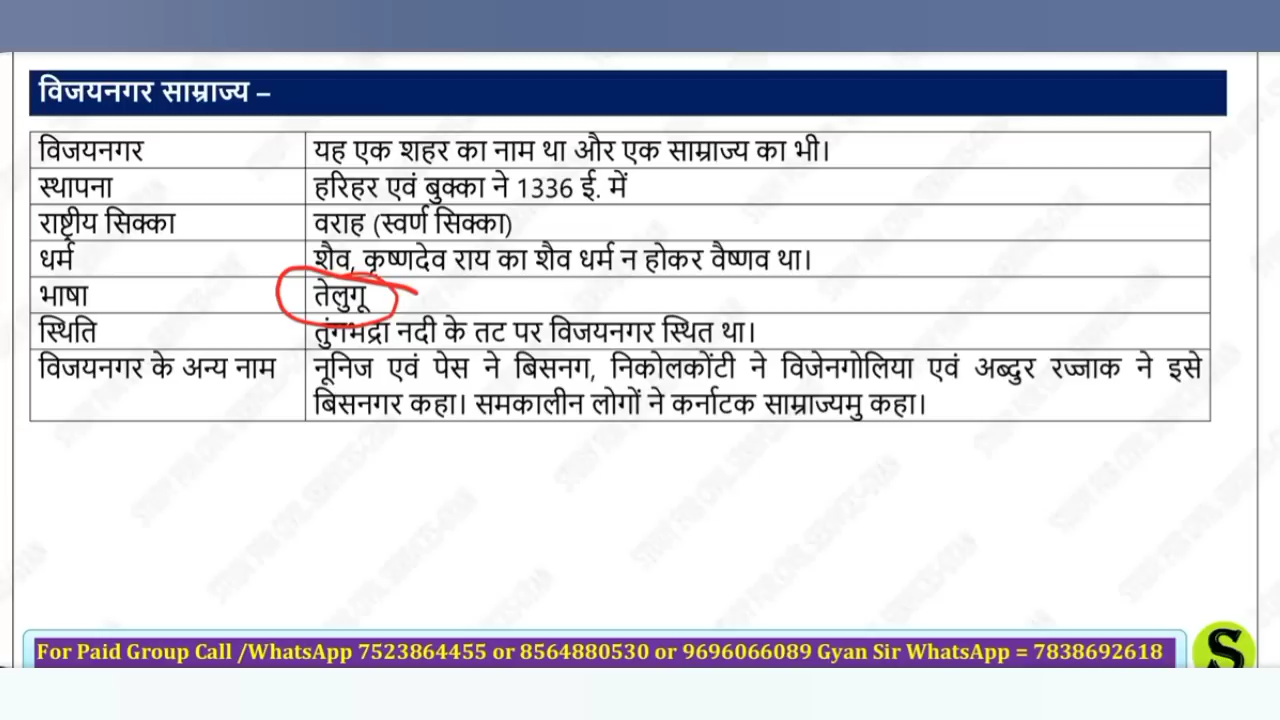 विजयनगर साम्राज्य –
विजयनगर यह एक शहर का नाम था और एक साम्राज्य का भी।
स्थापना हरिहर एवं बुक्का ने 1336 ई. में
राष्ट्रीय सिक्का वराह (स्वर्ण सिक्का)
धर्म शैव, कृष्णदेव राय का शैव धर्म न होकर वैष्णव था।
भाषा तेलुगू
स्थिति तुंगभद्रा नदी के तट पर विजयनगर स्थित था।
विजयनगर के अन्य नाम नूनिज एवं पेस ने बिसनग, निकोलकोंटी ने विजेनगोलिया एवं अब्दुर रज्जाक ने इसे
बिसनगर कहा। समकालीन लोगों ने कर्नाटक साम्राज्यमु कहा।
For Paid Group Call /WhatsApp 7523864455 or 8564880530 or 9696066089 Gyan Sir WhatsApp = 7838692618
S